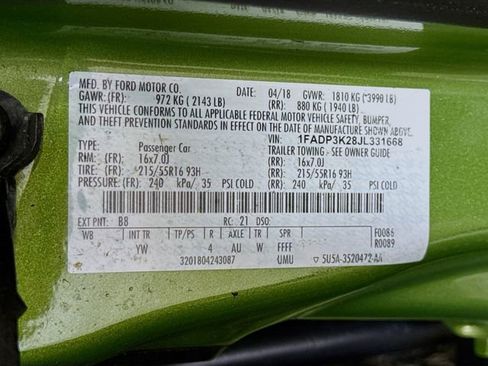 MFD. BY FORD MOTOR CO.
DATE: 04/18 GVWR: 1810 KG (*3990 LB)
GAWR: (FR): 972 KG ( 2143 LB) (RR): 880 KG ( 1940 LB)
THIS VEHICLE CONFORMS TO ALL APPLICABLE FEDERAL MOTOR VEHICLE SAFETY, BUMPER,
AND THEFT PREVENTION STANDARDS IN EFFECT ON THE DATE OF MANUFACTURE SHOWN ABOVE.
VIN: 1FADP3K28JL331668
TYPE: Passenger Car TRAILER TOWING - SEE OWNER GUIDE
RIM: (FR): 16x7.0J (RR): 16x7.0J
TIRE: (FR): 215/55R16 93H (RR): 215/55R16 93H
PRESSURE: (FR): 240 kPa/ 35 PSI COLD (RR): 240 kPa/ 35 PSI COLD
EXT PNT: B8 RC: 21 DSO: F0086
WB INT TR TP/PS R AXLE TR SPR R0089
YW 4 AU W FFFF
3201804243087 UMU 5U5A-3520472-AA